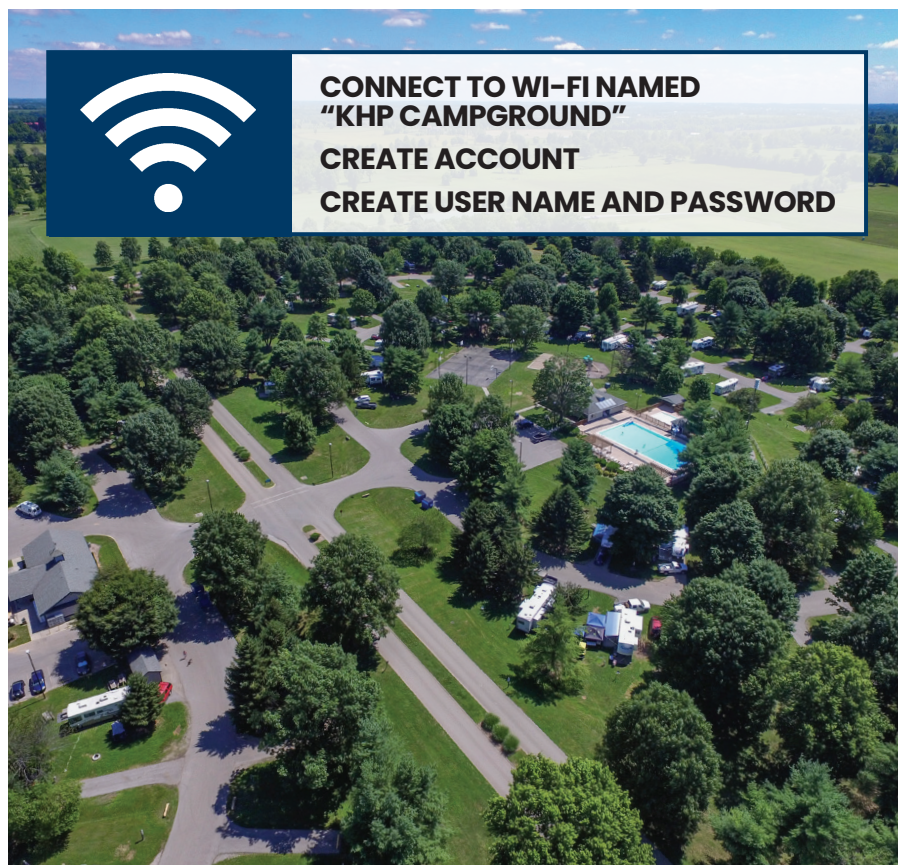 CONNECT TO WI-FI NAMED
“KHP CAMPGROUND”
CREATE ACCOUNT
CREATE USER NAME AND PASSWORD